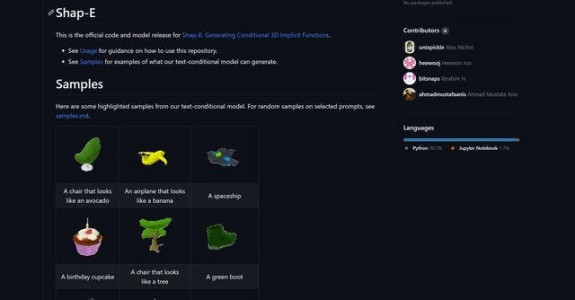 No packages published
Shap-E
This is the official code and model release for Shap-E: Generating Conditional 3D Implicit Functions.
See Usage for guidance on how to use this repository.
See Samples for examples of what our text-conditional model can generate.
Samples
Here are some highlighted samples from our text-conditional model. For random samples on selected prompts, see
samples.md.
A chair that looks
like an avocado
An airplane that looks
like a banana
A spaceship
A birthday cupcake
A chair that looks
like a tree
A green boot
Contributors 4
unixpickle Alex Nichol
heewooj Heewoo Jun
bitsnaps Ibrahim H.
ahmadmustafaanis Ahmad Mustafa Anis
Languages
Python
Jupyter Notebook